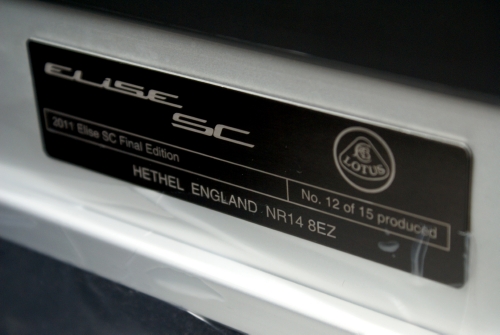 ELISE
SC
2011 Elise SC Final Edition
No. 12 of 15 produced
LOTUS
HETHEL ENGLAND NR14 8EZ